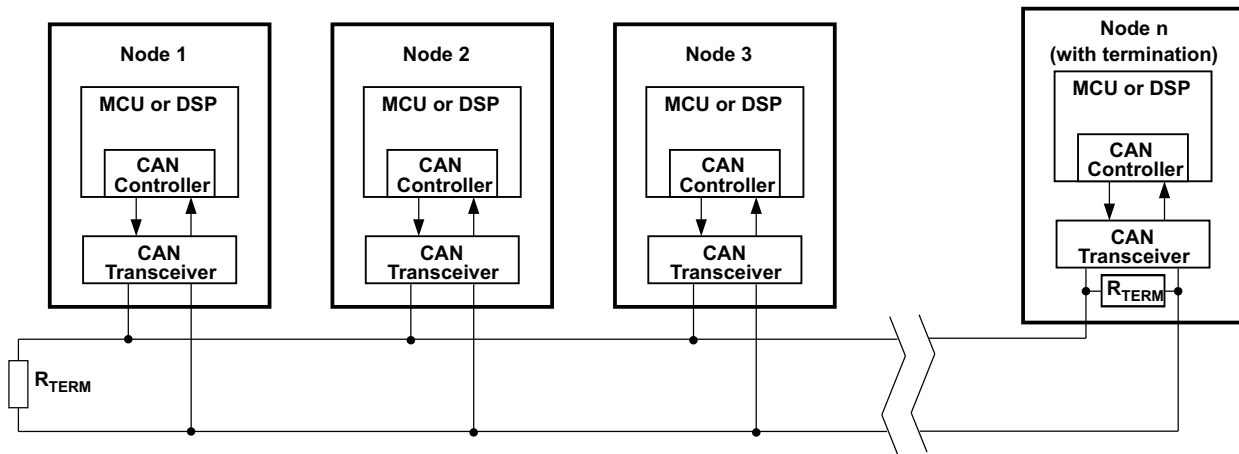 Node 1
MCU or DSP
CAN
Controller
CAN
Transceiver
Node 2
MCU or DSP
CAN
Controller
CAN
Transceiver
Node 3
MCU or DSP
CAN
Controller
CAN
Transceiver
Node n
(with termination)
MCU or DSP
CAN
Controller
CAN
Transceiver
RTERM
RTERM